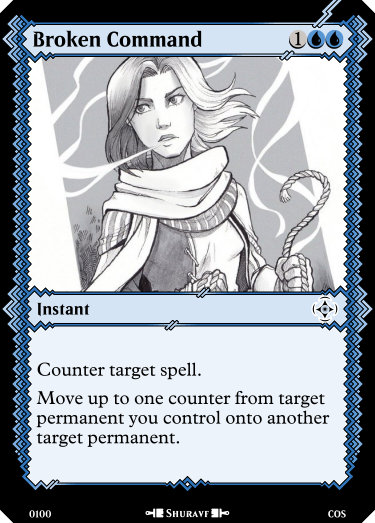 Broken Command 1
Instant
Counter target spell.
Move up to one counter from target
permanent you control onto another
target permanent.
0100 Shurayf COS